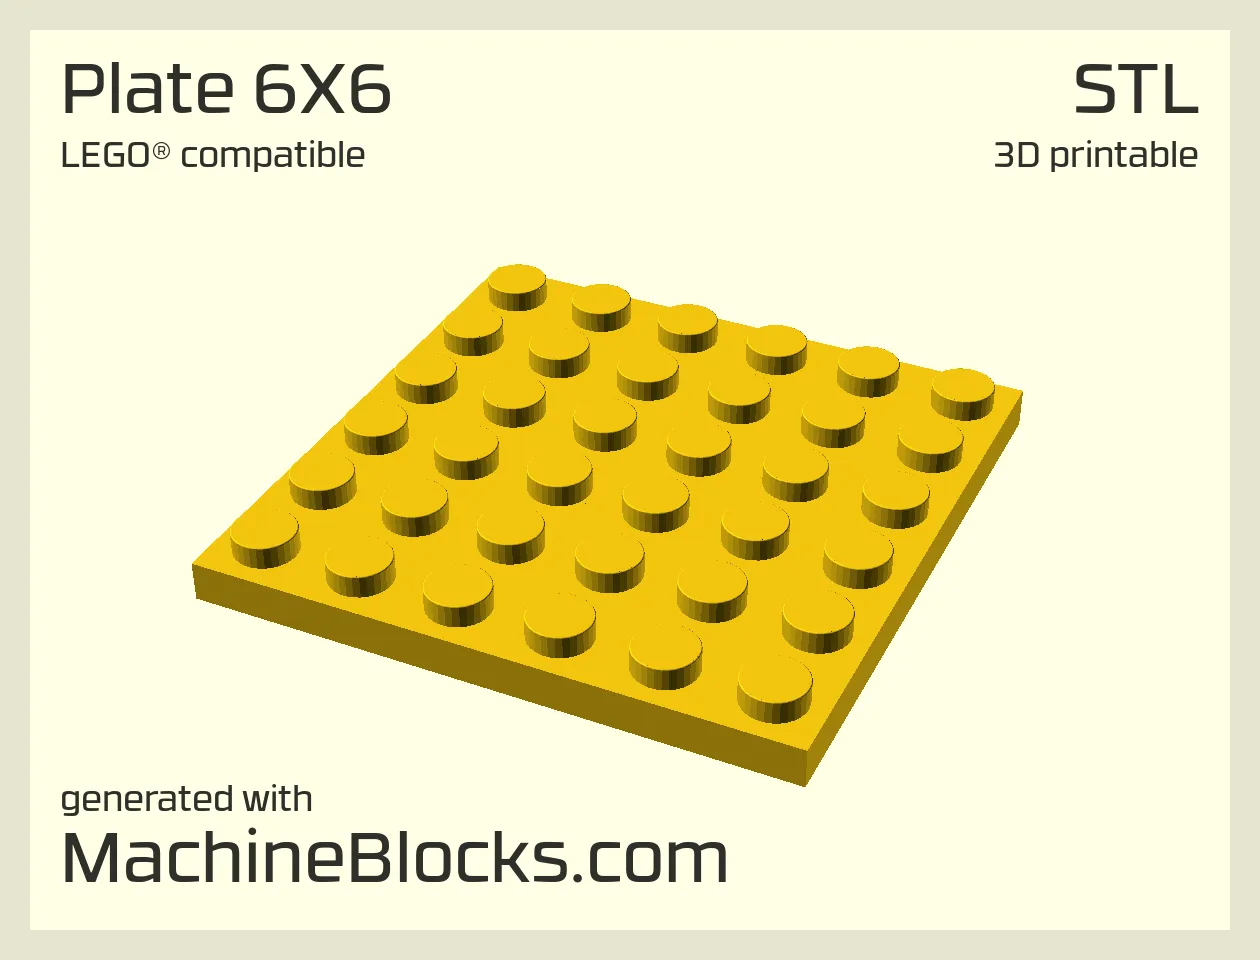 Plate 6X6
LEGO® compatible
STL
3D printable
generated with
MachineBlocks.com